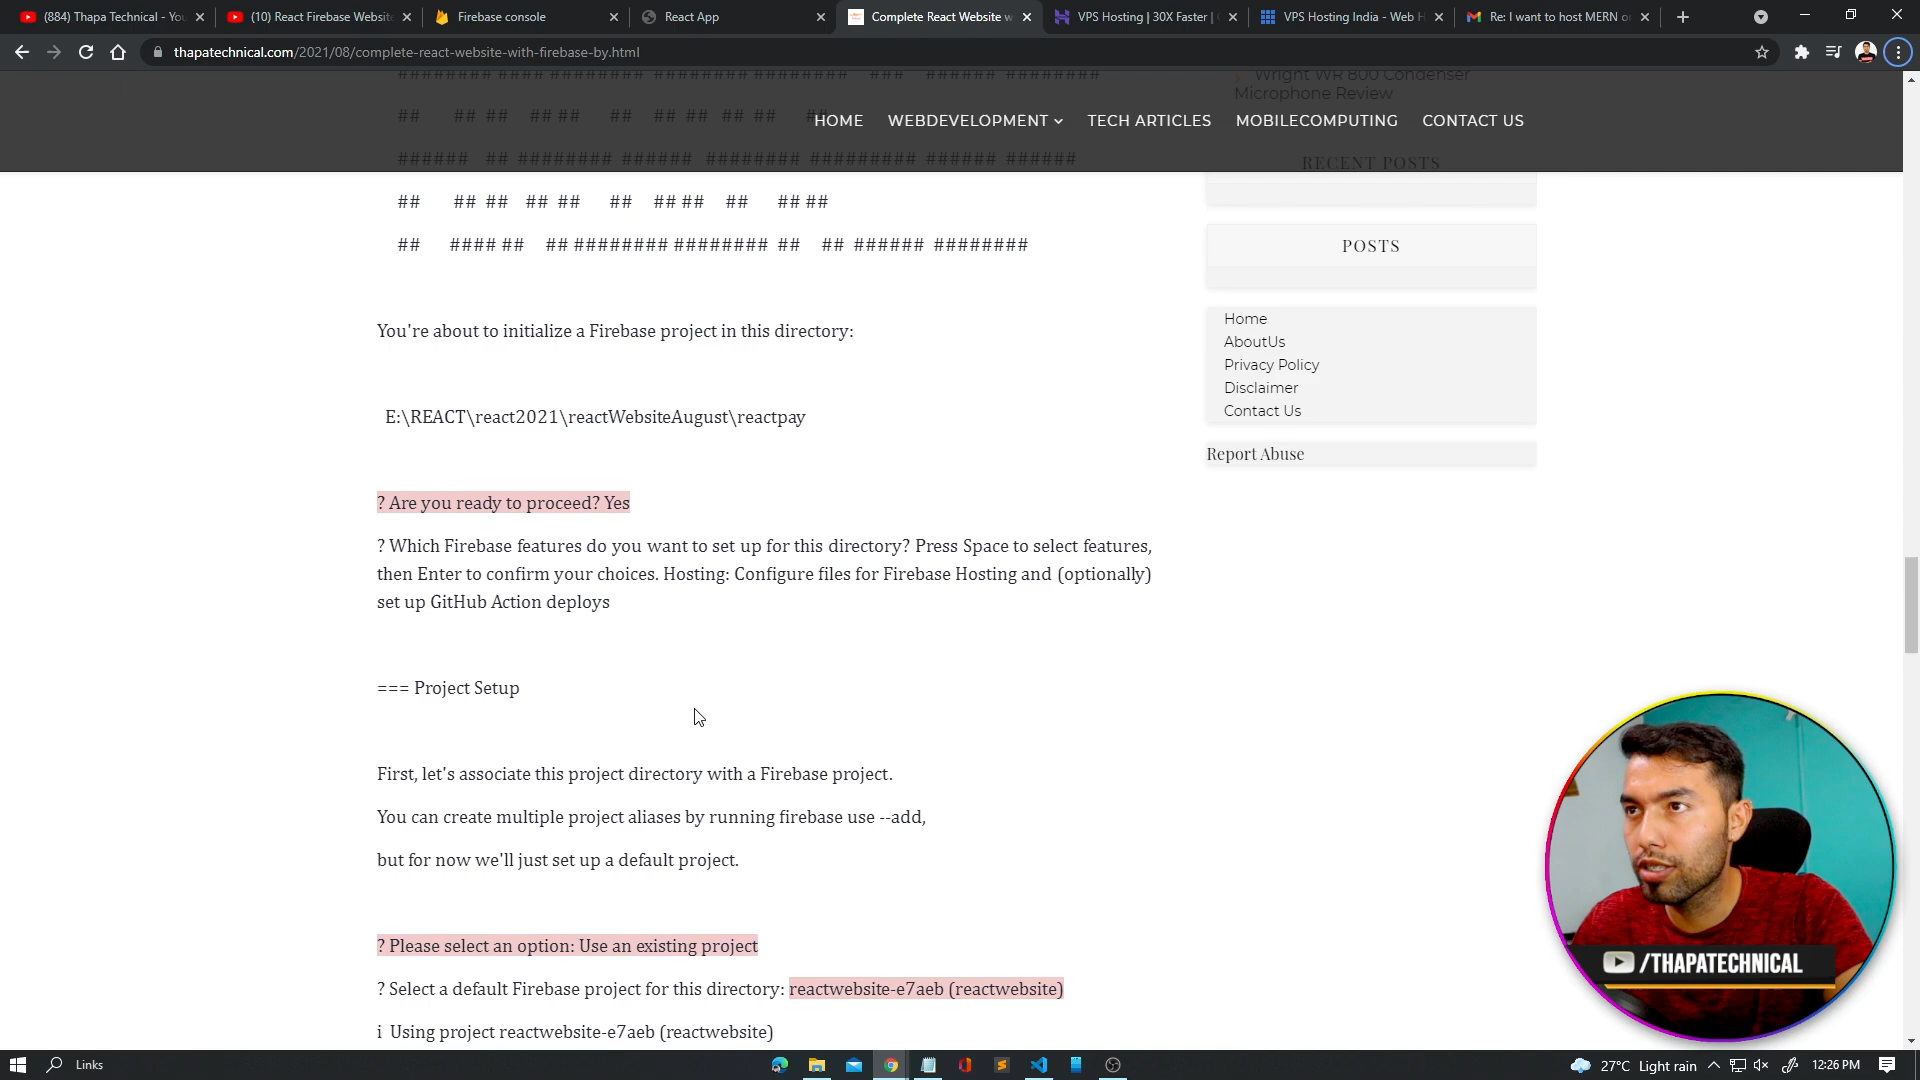 (884) Thapa Technical - You
(10) React Firebase Website
Firebase console
React App
Complete React Website w
VPS Hosting | 30X Faster |
VPS Hosting India - Web H
Re: I want to host MERN o
thapatechnical.com/2021/08/complete-react-website-with-firebase-by.html
######## #### ######## ######## ######## ### ###### ########
Wright WR 800 Condenser
Microphone Review
## ## ## ## ## ## ## ## ## ## ##
HOME
WEBDEVELOPMENT
TECH ARTICLES
MOBILECOMPUTING
CONTACT US
###### ## ######## ###### ######## ######### ###### ######
RECENT POSTS
## ## ## ## ## ## ## ## ## ## ##
## #### ## ## ######## ######## ## ## ###### ########
POSTS
You're about to initialize a Firebase project in this directory:
Home
AboutUs
Privacy Policy
Disclaimer
Contact Us
E:\REACT\react2021\reactWebsiteAugust\reactpay
Report Abuse
? Are you ready to proceed? Yes
? Which Firebase features do you want to set up for this directory? Press Space to select features,
then Enter to confirm your choices. Hosting: Configure files for Firebase Hosting and (optionally)
set up GitHub Action deploys
=== Project Setup
First, let's associate this project directory with a Firebase project.
You can create multiple project aliases by running firebase use --add,
but for now we'll just set up a default project.
? Please select an option: Use an existing project
? Select a default Firebase project for this directory: reactwebsite-e7aeb (reactwebsite)
i Using project reactwebsite-e7aeb (reactwebsite)
/THAPATECHNICAL
Links
27°C Light rain
12:26 PM